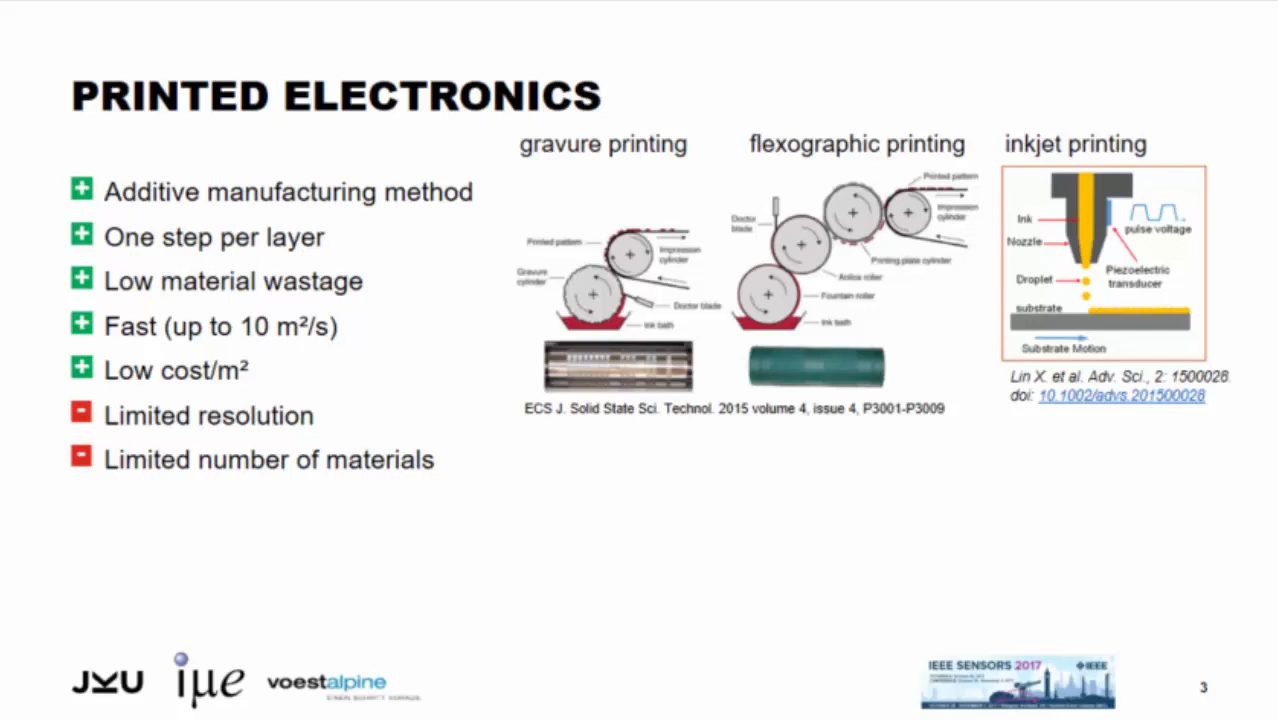 PRINTED ELECTRONICS
Additive manufacturing method
One step per layer
Low material wastage
Fast (up to 10 m²/s)
Low cost/m²
Limited resolution
Limited number of materials
gravure printing
Printed pattern
Impression
cylinder
Gravure
cylinder
Doctor blade
Ink bath
flexographic printing
Printed pattern
Doctor
blade
Impression
cylinder
Printing plate cylinder
Anilox roller
Fountain roller
Ink bath
ECS J. Solid State Sci. Technol. 2015 volume 4, issue 4, P3001-P3009
inkjet printing
Ink
pulse voltage
Nozzle
Piezoelectric
transducer
Droplet
substrate
Substrate Motion
Lin X. et al. Adv. Sci., 2: 1500028.
doi: 10.1002/advs.201500028
JKU
iμe
voestalpine
IEEE SENSORS 2017
IEEE
3